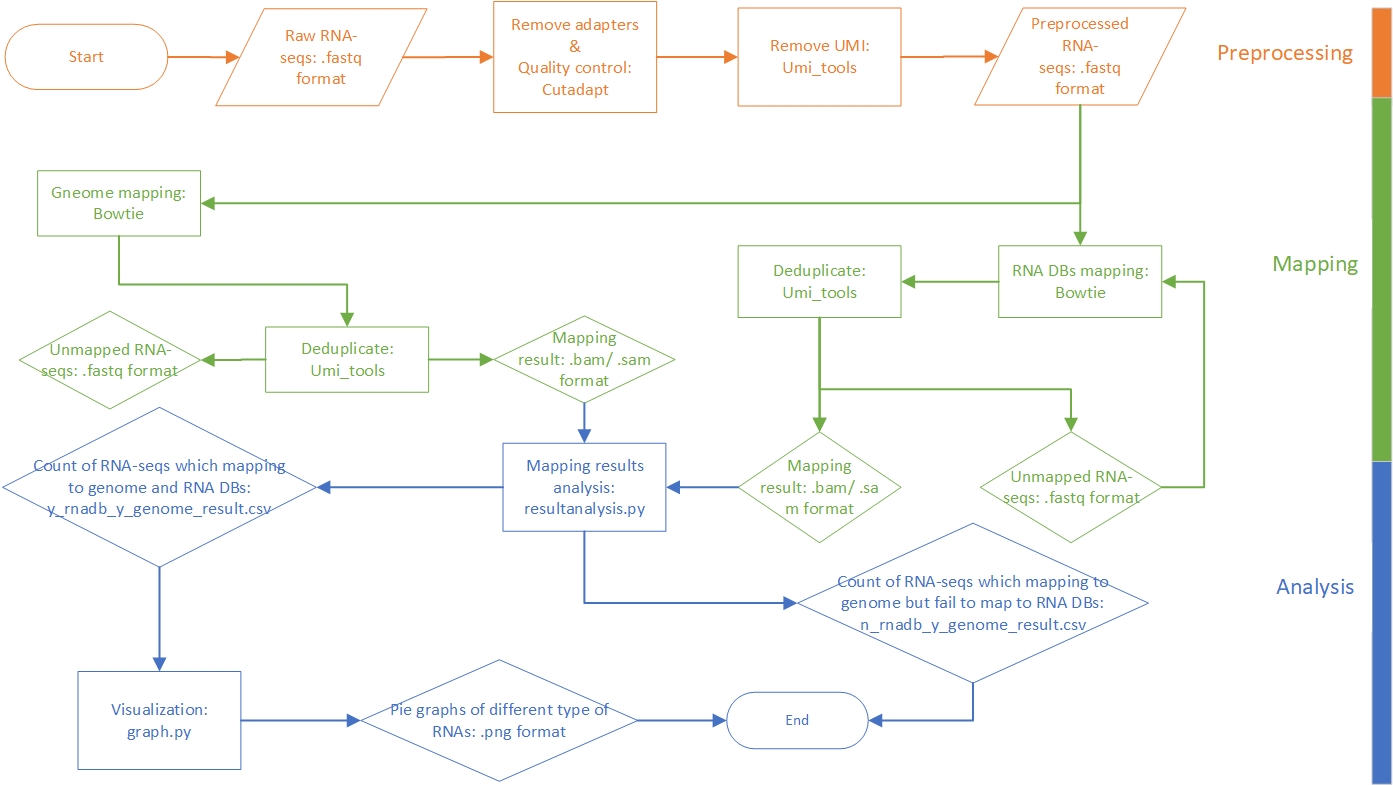 Start
Raw RNA-
seqs: .fastq
format
Remove adapters
&
Quality control:
Cutadapt
Remove UMI:
Umi_tools
Preprocessed
RNA-
seqs: .fastq
format
Preprocessing
Gneome mapping:
Bowtie
Deduplicate:
Umi_tools
RNA DBs mapping:
Bowtie
Mapping
Unmapped RNA-
seqs: .fastq format
Deduplicate:
Umi_tools
Mapping
result: .bam/ .sam
format
Count of RNA-seqs which mapping
to genome and RNA DBs:
y_rnadb_y_genome_result.csv
Mapping results
analysis:
resultanalysis.py
Mapping
result: .bam/ .sa
m format
Unmapped RNA-
seqs: .fastq format
Count of RNA-seqs which mapping to
genome but fail to map to RNA DBs:
n_rnadb_y_genome_result.csv
Analysis
Visualization:
graph.py
Pie graphs of different type of
RNAs: .png format
End